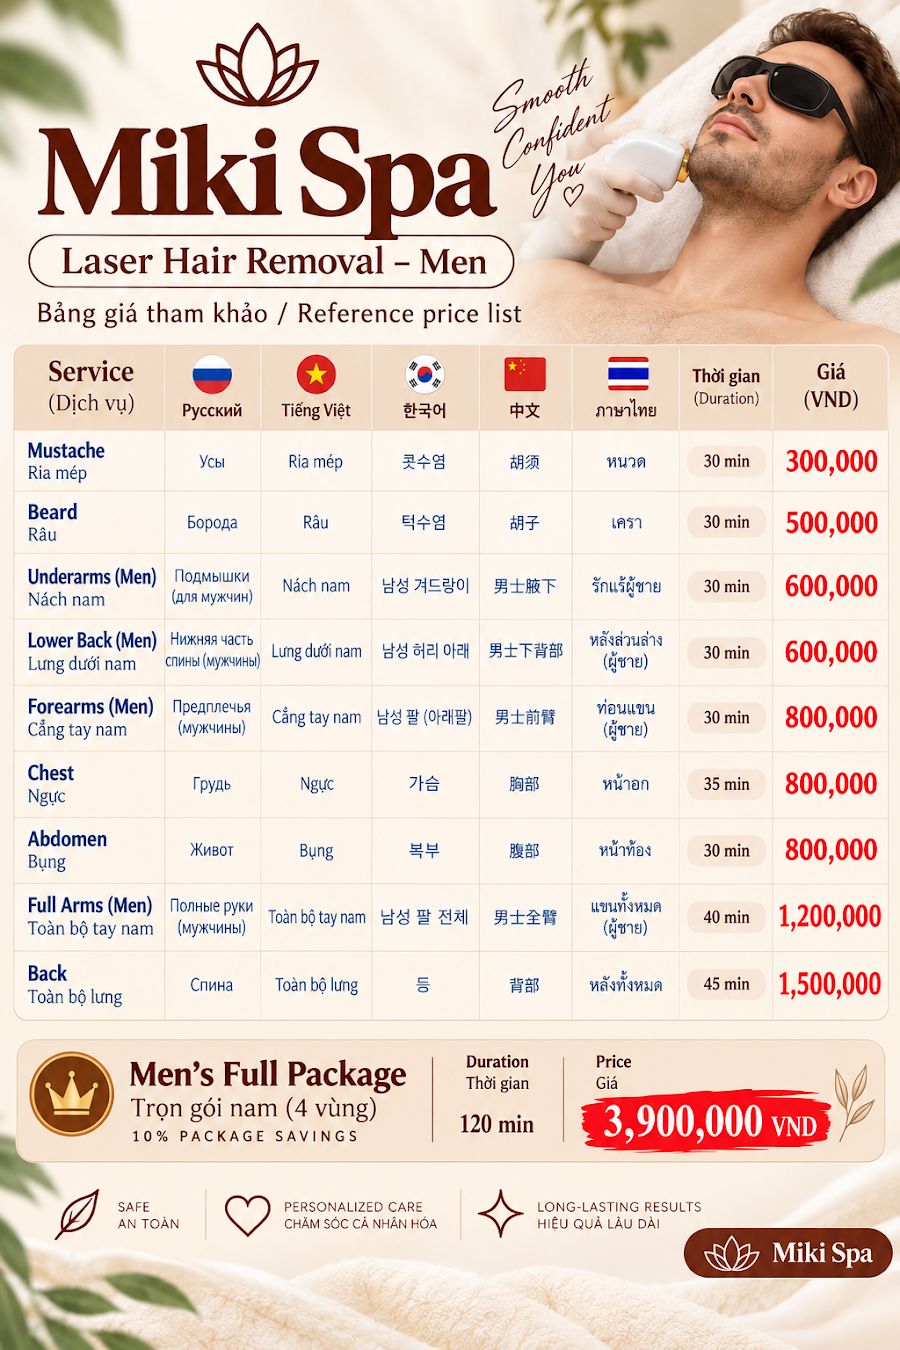 Miki Spa
Smooth
Confident
You
Laser Hair Removal – Men
Bảng giá tham khảo / Reference price list
Service
(Dịch vụ)
Русский
Tiếng Việt
한국어
中文
ภาษาไทย
Thời gian
(Duration)
Giá
(VND)
Mustache
Ria mép
Усы
Ria mép
콧수염
胡须
หนวด
30 min
300,000
Beard
Râu
Борода
Râu
턱수염
胡子
เครา
30 min
500,000
Underarms (Men)
Nách nam
Подмышки
(для мужчин)
Nách nam
남성 겨드랑이
男士腋下
รักแร้ผู้ชาย
30 min
600,000
Lower Back (Men)
Lưng dưới nam
Нижняя часть
спины (мужчины)
Lưng dưới nam
남성 허리 아래
男士下背部
หลังส่วนล่าง
(ผู้ชาย)
30 min
600,000
Forearms (Men)
Cẳng tay nam
Предплечья
(мужчины)
Cẳng tay nam
남성 팔 (아래팔)
男士前臂
ท่อนแขน
(ผู้ชาย)
30 min
800,000
Chest
Ngực
Грудь
Ngực
가슴
胸部
หน้าอก
35 min
800,000
Abdomen
Bụng
Живот
Bụng
복부
腹部
หน้าท้อง
30 min
800,000
Full Arms (Men)
Toàn bộ tay nam
Полные руки
(мужчины)
Toàn bộ tay nam
남성 팔 전체
男士全臂
แขนทั้งหมด
(ผู้ชาย)
40 min
1,200,000
Back
Toàn bộ lưng
Спина
Toàn bộ lưng
등
背部
หลังทั้งหมด
45 min
1,500,000
Men's Full Package
Trọn gói nam (4 vùng)
10% PACKAGE SAVINGS
Duration
Thời gian
120 min
Price
Giá
3,900,000 VND
SAFE
AN TOÀN
PERSONALIZED CARE
CHĂM SÓC CÁ NHÂN HÓA
LONG-LASTING RESULTS
HIỆU QUẢ LÂU DÀI
Miki Spa